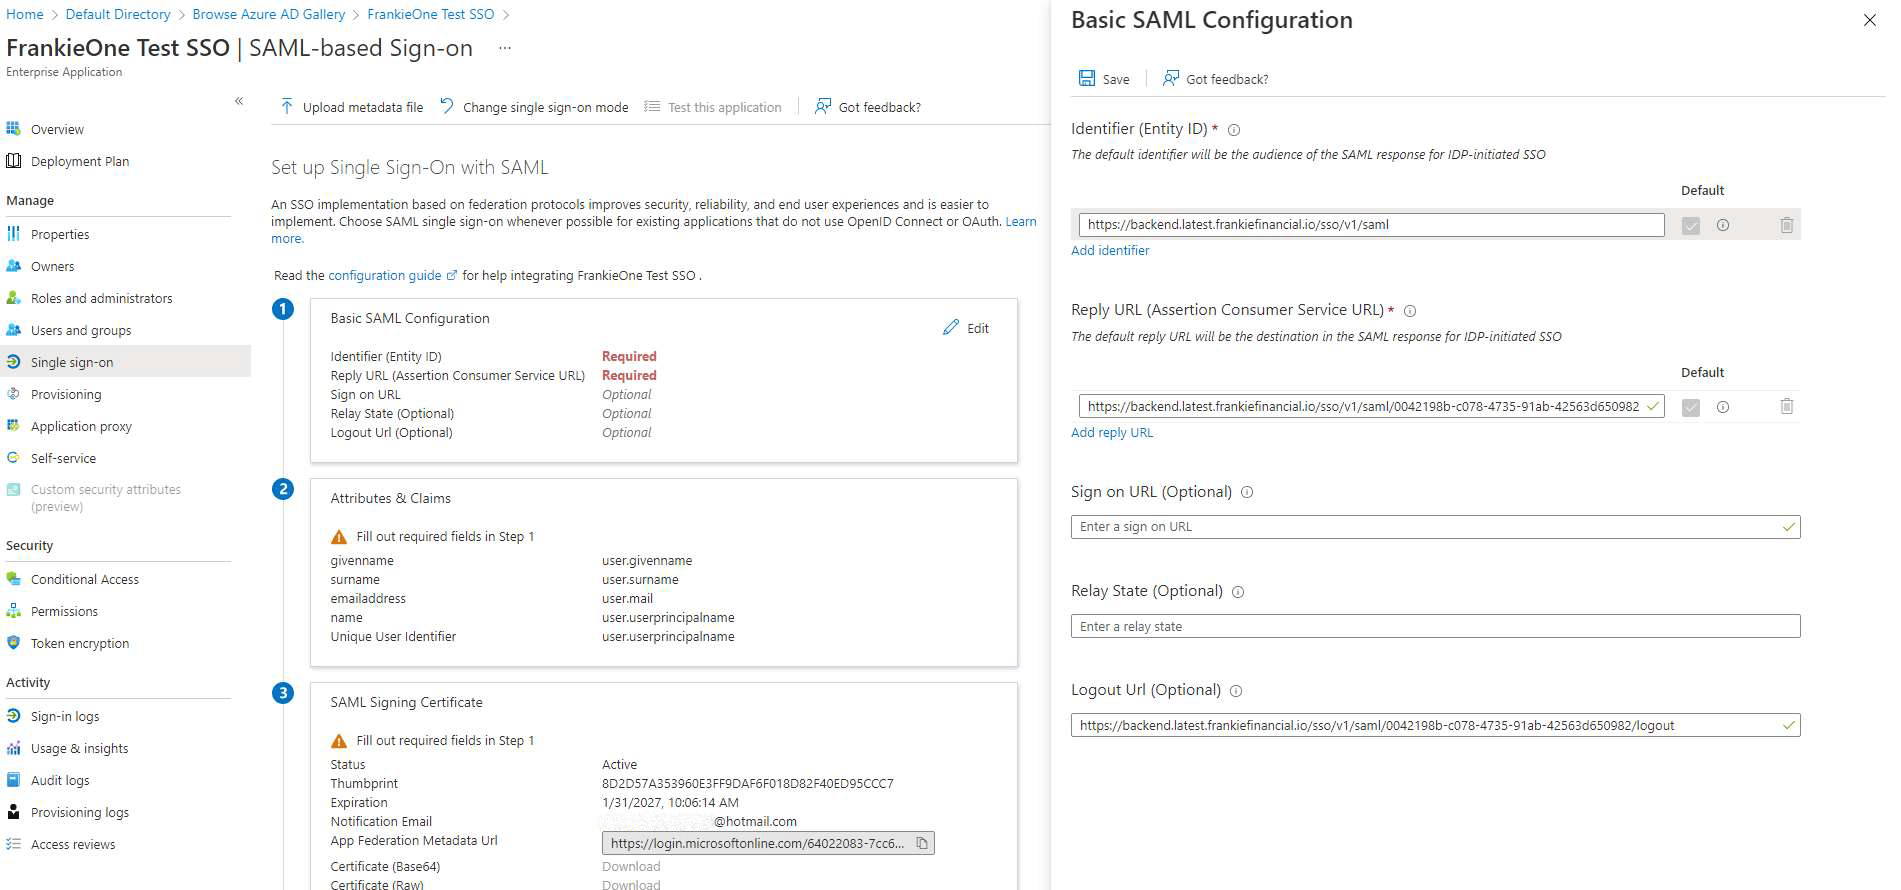 Home > Default Directory > Browse Azure AD Gallery > FrankieOne Test SSO >
FrankieOne Test SSO | SAML-based Sign-on ...
Enterprise Application
«
Overview
Deployment Plan
Manage
Properties
Owners
Roles and administrators
Users and groups
Single sign-on
Provisioning
Application proxy
Self-service
Custom security attributes
(preview)
Security
Conditional Access
Permissions
Token encryption
Activity
Sign-in logs
Usage & insights
Audit logs
Provisioning logs
Access reviews
Upload metadata file Change single sign-on mode Test this application Got feedback?
Set up Single Sign-On with SAML
An SSO implementation based on federation protocols improves security, reliability, and end user experiences and is easier to
implement. Choose SAML single sign-on whenever possible for existing applications that do not use OpenID Connect or OAuth. Learn
more.
Read the configuration guide for help integrating FrankieOne Test SSO .
1
Basic SAML Configuration
Edit
Identifier (Entity ID) Required
Reply URL (Assertion Consumer Service URL) Required
Sign on URL Optional
Relay State (Optional) Optional
Logout Url (Optional) Optional
2
Attributes & Claims
Fill out required fields in Step 1
givenname user.givenname
surname user.surname
emailaddress user.mail
name user.userprincipalname
Unique User Identifier user.userprincipalname
3
SAML Signing Certificate
Fill out required fields in Step 1
Status Active
Thumbprint 8D2D57A353960E3FF9DAF6F018D82F40ED95CCC7
Expiration 1/31/2027, 10:06:14 AM
Notification Email @hotmail.com
App Federation Metadata Url https://login.microsoftonline.com/64022083-7cc6...
Certificate (Base64) Download
Certificate (Raw) Download
Basic SAML Configuration
Save Got feedback?
Identifier (Entity ID) *
The default identifier will be the audience of the SAML response for IDP-initiated SSO
Default
https://backend.latest.frankiefinancial.io/sso/v1/saml
Add identifier
Reply URL (Assertion Consumer Service URL) *
The default reply URL will be the destination in the SAML response for IDP-initiated SSO
Default
https://backend.latest.frankiefinancial.io/sso/v1/saml/0042198b-c078-4735-91ab-42563d650982
Add reply URL
Sign on URL (Optional)
Enter a sign on URL
Relay State (Optional)
Enter a relay state
Logout Url (Optional)
https://backend.latest.frankiefinancial.io/sso/v1/saml/0042198b-c078-4735-91ab-42563d650982/logout